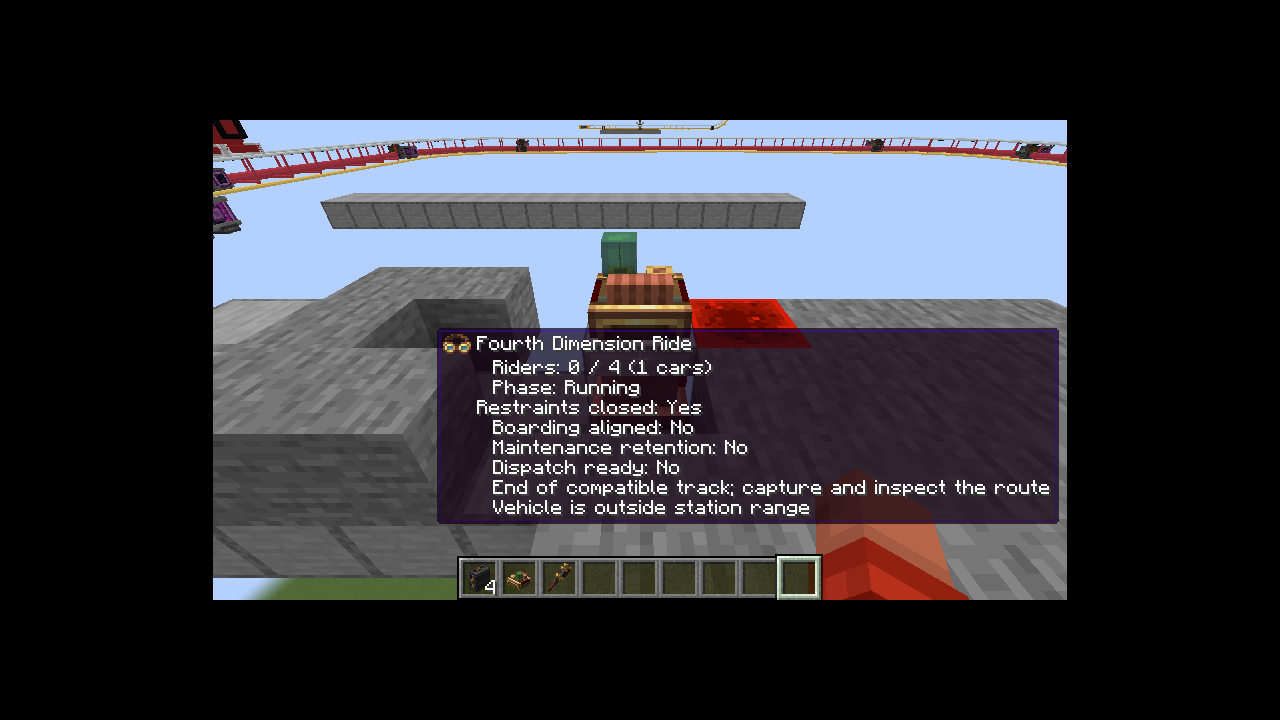 Fourth Dimension Ride
Riders: 0 / 4 (1 cars)
Phase: Running
Restraints closed: Yes
Boarding aligned: No
Maintenance retention: No
Dispatch ready: No
End of compatible track; capture and inspect the route
Vehicle is outside station range
4